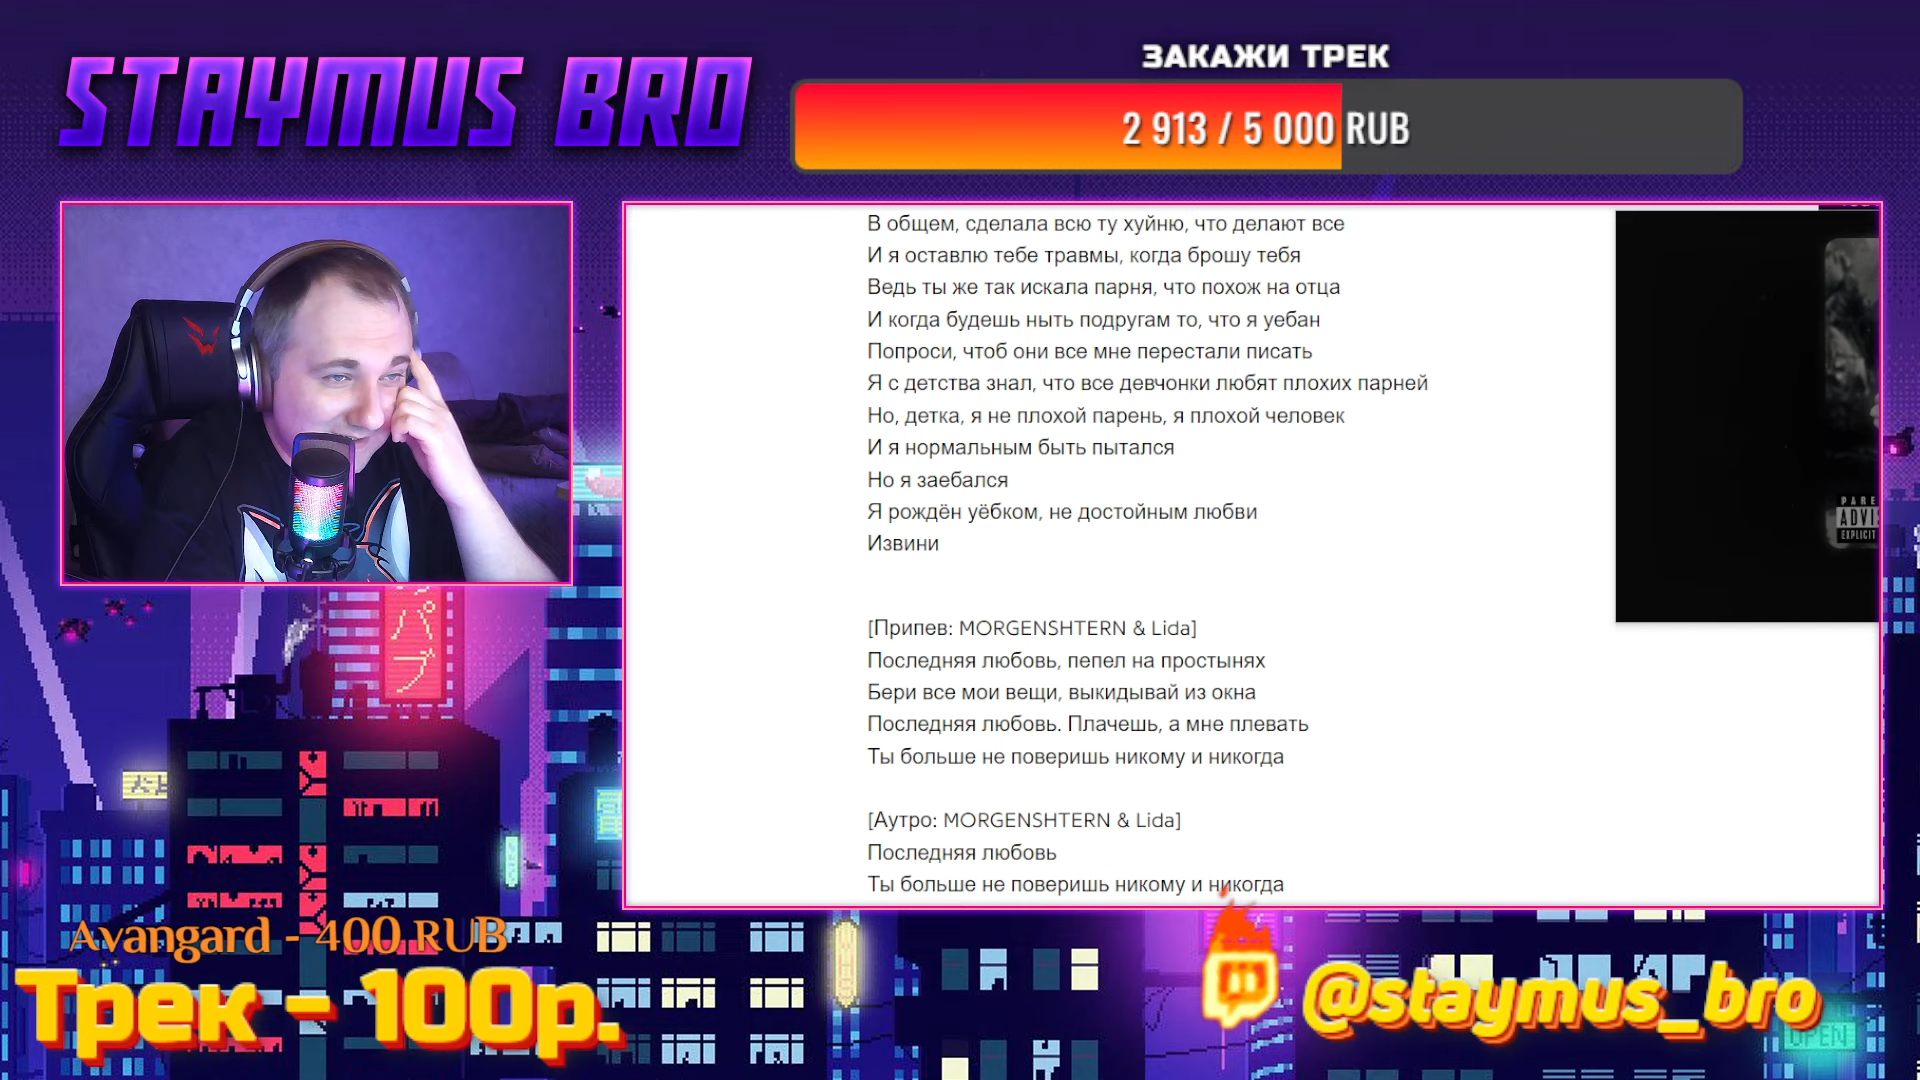 STAYMUS BRO
ЗАКАЖИ ТРЕК
2 913 / 5 000 RUB
В общем, сделала всю ту хуйню, что делают все
И я оставлю тебе травмы, когда брошу тебя
Ведь ты же так искала парня, что похож на отца
И когда будешь ныть подругам то, что я уебан
Попроси, чтоб они все мне перестали писать
Я с детства знал, что все девчонки любят плохих парней
Но, детка, я не плохой парень, я плохой человек
И я нормальным быть пытался
Но я заебался
Я рождён уёбком, не достойным любви
Извини
[Припев: MORGENSHTERN & Lida]
Последняя любовь, пепел на простынях
Бери все мои вещи, выкидывай из окна
Последняя любовь. Плачешь, а мне плевать
Ты больше не поверишь никому и никогда
[Аутро: MORGENSHTERN & Lida]
Последняя любовь
Ты больше не поверишь никому и никогда
PARE
ADVIS
EXPLICIT
パブ
Avangard - 400 RUB
Трек - 100р.
@staymus_bro
OPEN